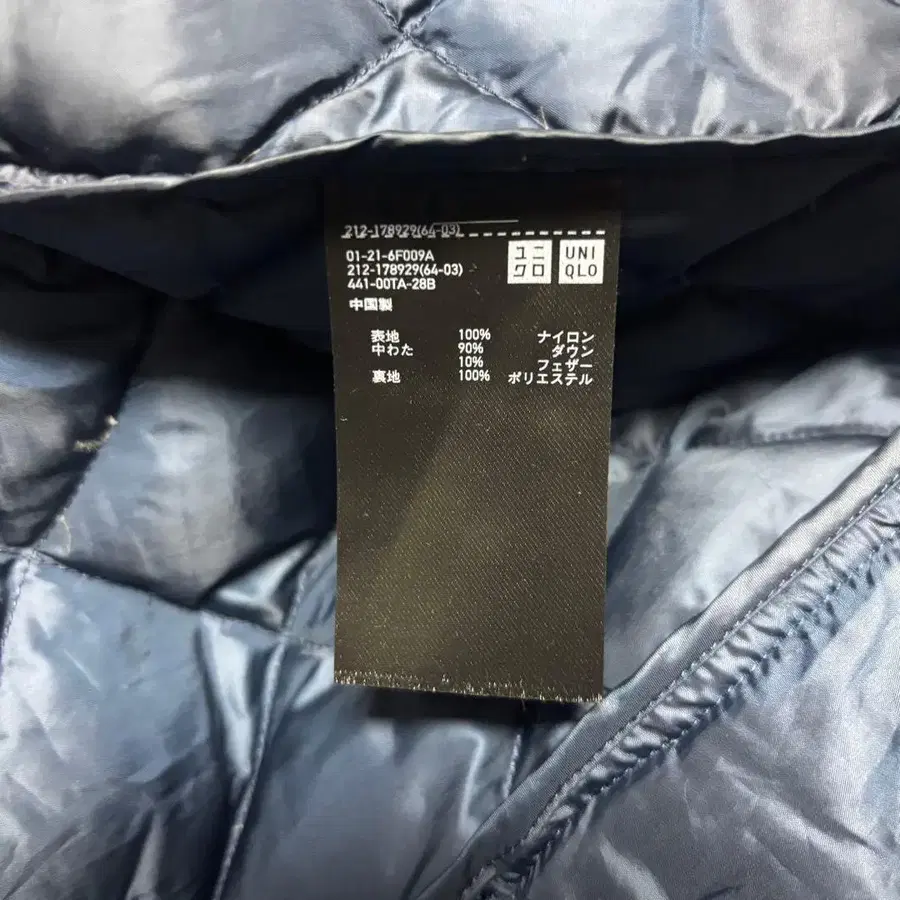 212-178929(64-03)
01-21-6F009A
212-178929(64-03)
441-00TA-28B
中国製
ユニ
クロ
UNI
QLO
表地 100% ナイロン
中わた 90% ダウン
10% フェザー
裏地 100% ポリエステル